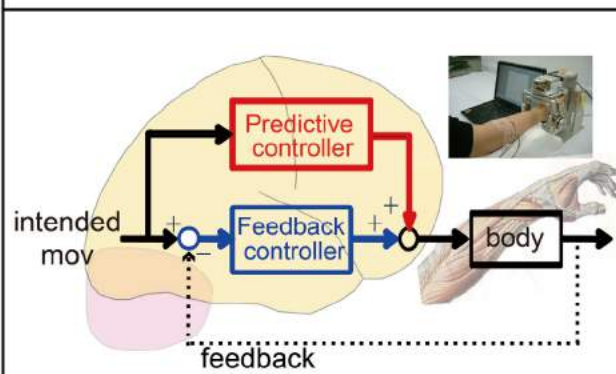 Predictive
controller
+
intended
mov
+
−
Feedback
controller
+
body
feedback